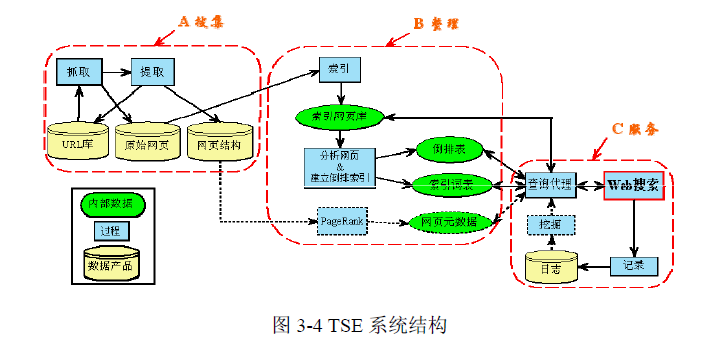 A 搜集
B 整理
C 服务
抓取
提取
URL库
原始网页
网页结构
索引
索引网页库
分析网页
&
建立倒排索引
倒排表
索引词表
PageRank
网页元数据
查询代理
Web搜索
挖掘
日志
记录
内部数据
过程
数据产品
图 3-4 TSE 系统结构